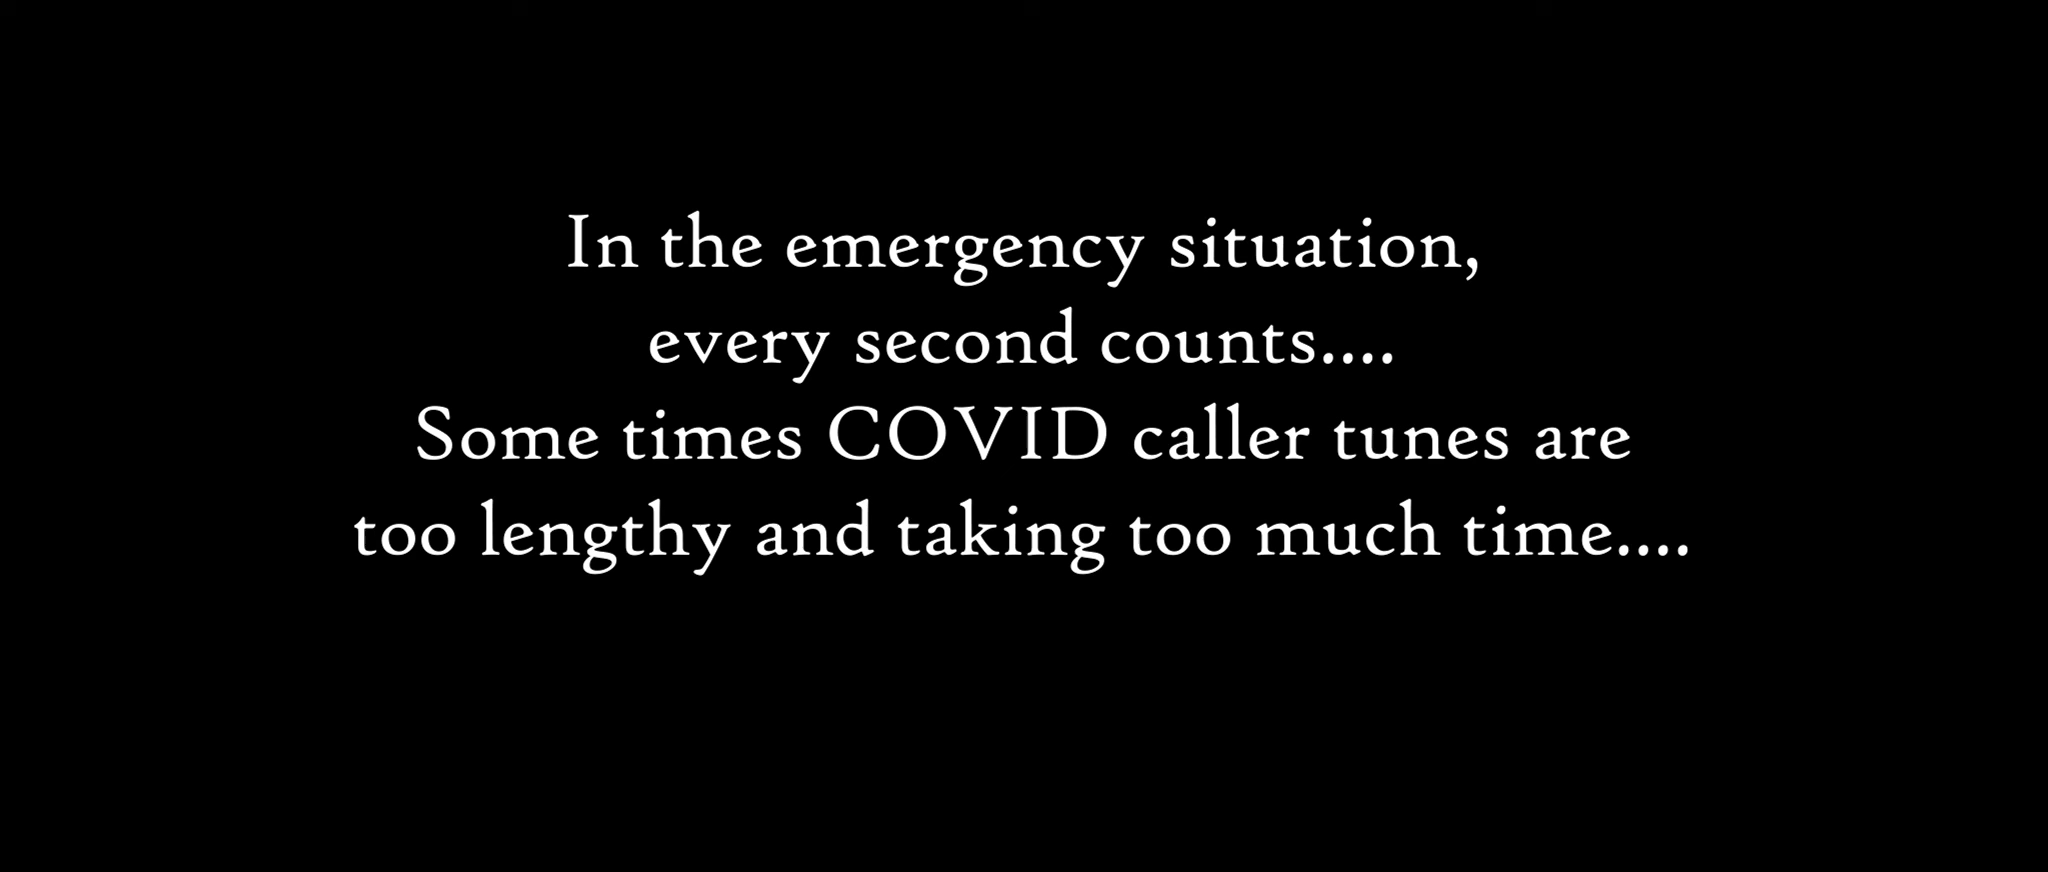 In the emergency situation,
every second counts....
Some times COVID caller tunes are
too lengthy and taking too much time....